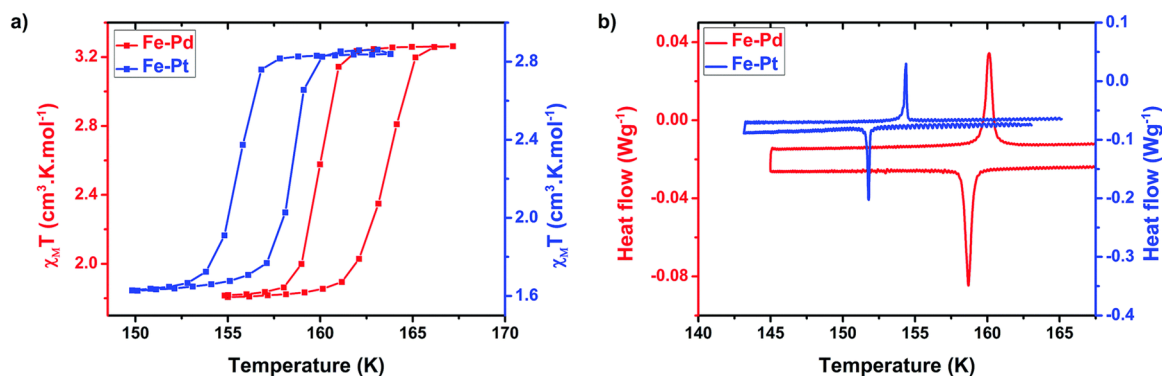 a)
Fe-Pd
Fe-Pt
3.2
2.8
2.4
2.0
χMT (cm³.K.mol⁻¹)
2.8
2.4
2.0
1.6
χMT (cm³.K.mol⁻¹)
150 155 160 165 170
Temperature (K)
b)
Fe-Pd
Fe-Pt
0.04
0.00
-0.04
-0.08
Heat flow (Wg⁻¹)
0.1
0.0
-0.1
-0.2
-0.3
-0.4
Heat flow (Wg⁻¹)
140 145 150 155 160 165
Temperature (K)